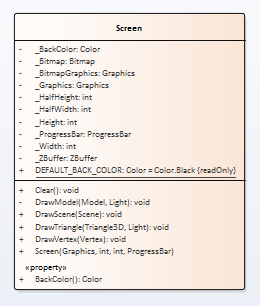 Screen
- _BackColor: Color
- _Bitmap: Bitmap
- _BitmapGraphics: Graphics
- _Graphics: Graphics
- _HalfHeight: int
- _HalfWidth: int
- _Height: int
- _ProgressBar: ProgressBar
- _Width: int
- _ZBuffer: ZBuffer
+ DEFAULT_BACK_COLOR: Color = Color.Black {readOnly}
+ Clear(): void
- DrawModel(Model, Light): void
+ DrawScene(Scene): void
- DrawTriangle(Triangle3D, Light): void
- DrawVertex(Vertex): void
+ Screen(Graphics, int, int, ProgressBar)
«property»
+ BackColor(): Color